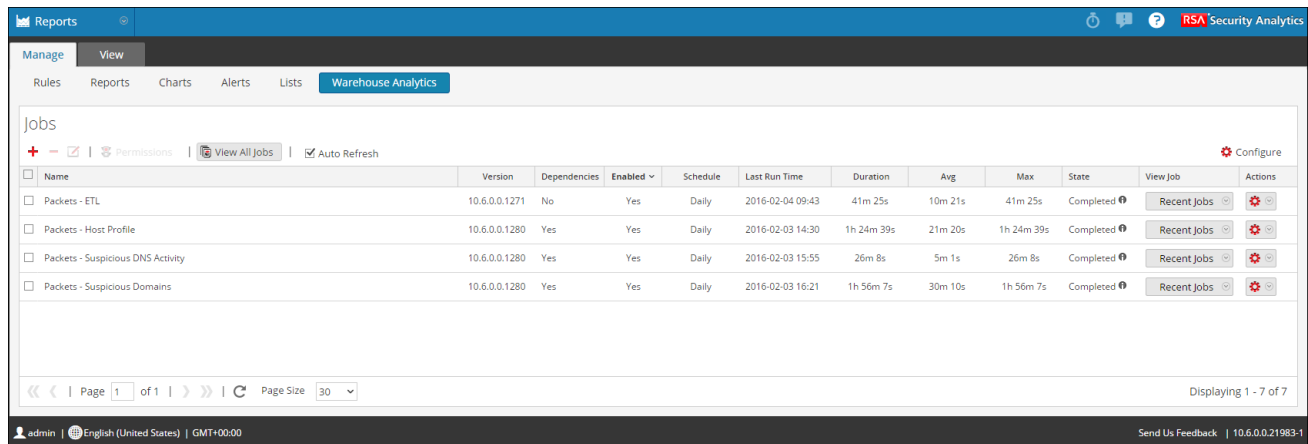 Reports RSA Security Analytics
Manage View
Rules Reports Charts Alerts Lists Warehouse Analytics
Jobs
Permissions View All Jobs Auto Refresh Configure
Name Version Dependencies Enabled Schedule Last Run Time Duration Avg Max State View Job Actions
Packets - ETL 10.6.0.0.1271 No Yes Daily 2016-02-04 09:43 41m 25s 10m 21s 41m 25s Completed Recent Jobs
Packets - Host Profile 10.6.0.0.1280 Yes Yes Daily 2016-02-03 14:30 1h 24m 39s 21m 20s 1h 24m 39s Completed Recent Jobs
Packets - Suspicious DNS Activity 10.6.0.0.1280 Yes Yes Daily 2016-02-03 15:55 26m 8s 5m 1s 26m 8s Completed Recent Jobs
Packets - Suspicious Domains 10.6.0.0.1280 Yes Yes Daily 2016-02-03 16:21 1h 56m 7s 30m 10s 1h 56m 7s Completed Recent Jobs
Page 1 of 1 | Page Size 30 Displaying 1 - 7 of 7
admin | English (United States) | GMT+00:00 Send Us Feedback | 10.6.0.0.21983-1